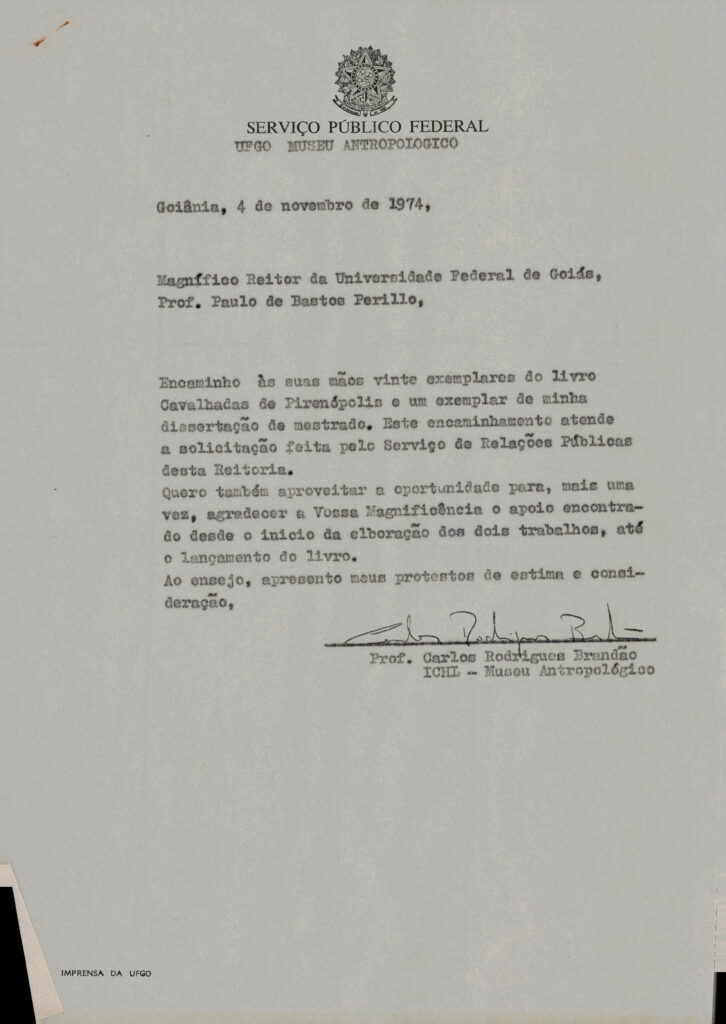 SERVIÇO PÚBLICO FEDERAL
UFGO MUSEU ANTROPOLOGICO
Goiânia, 4 de novembro de 1974,
Magnífico Reitor da Universidade Federal de Goiás,
Prof. Paulo de Bastos Perillo,
Encaminho às suas mãos vinte exemplares do livro
Cavalhadas de Pirenópolis e um exemplar de minha
dissertação de mestrado. Este encaminhamento atende
a solicitação feita pelo Serviço de Relações Públicas
desta Reitoria.
Quero também aproveitar a oportunidade para, mais uma
vez, agradecer a Vossa Magnificência o apoio encontra-
do desde o inicio da elboração dos dois trabalhos, até
o lançamento do livro.
Ao ensejo, apresento meus protestos de estima e consi-
deração,
Carlos Rodrigues Brandão
Prof. Carlos Rodrigues Brandão
ICHL - Museu Antropológico
IMPRENSA DA UFGO